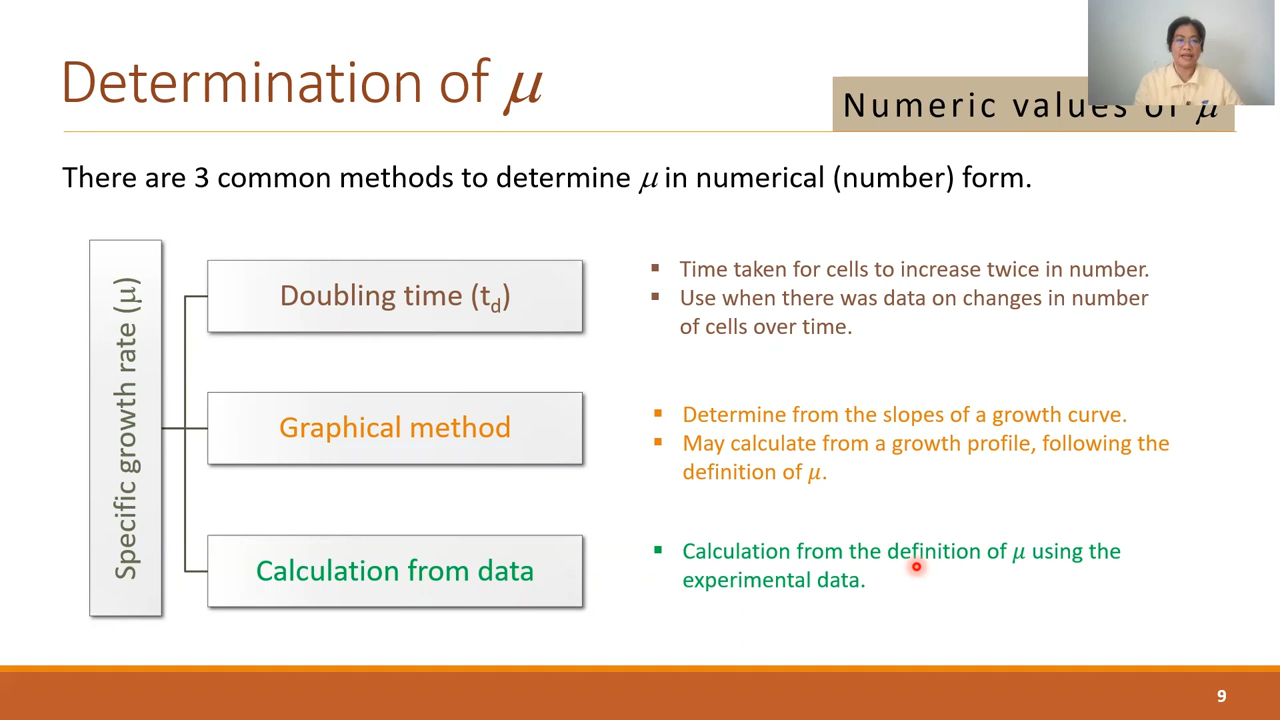 Determination of μ
Numeric values of μ
There are 3 common methods to determine μ in numerical (number) form.
Specific growth rate (μ)
Doubling time (td)
▪ Time taken for cells to increase twice in number.
▪ Use when there was data on changes in number
of cells over time.
Graphical method
▪ Determine from the slopes of a growth curve.
▪ May calculate from a growth profile, following the
definition of μ.
Calculation from data
▪ Calculation from the definition of μ using the
experimental data.
9